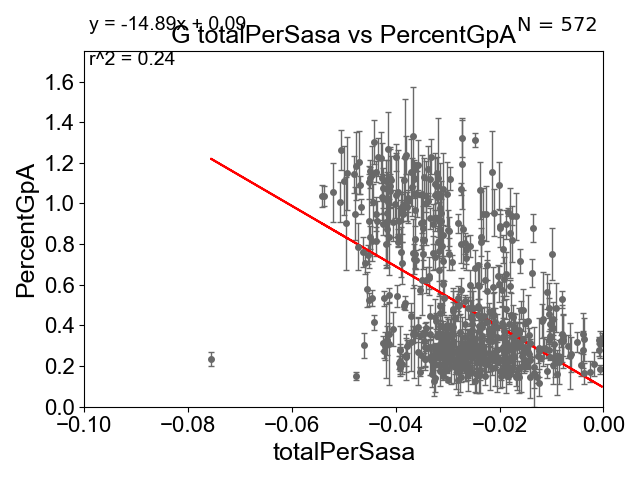 y = -14.89x + 0.09
N = 572
G totalPerSasa vs PercentGpA
r^2 = 0.24
PercentGpA
1.6
1.4
1.2
1.0
0.8
0.6
0.4
0.2
0.0
−0.10 −0.08 −0.06 −0.04 −0.02 0.00
totalPerSasa